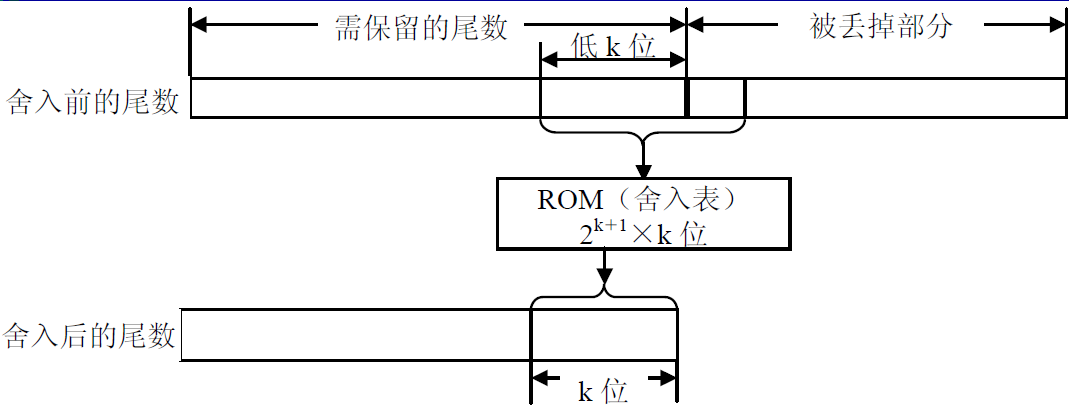 需保留的尾数
被丢掉部分
低 k 位
舍入前的尾数
ROM（舍入表）
2^{k+1}×k 位
舍入后的尾数
k 位